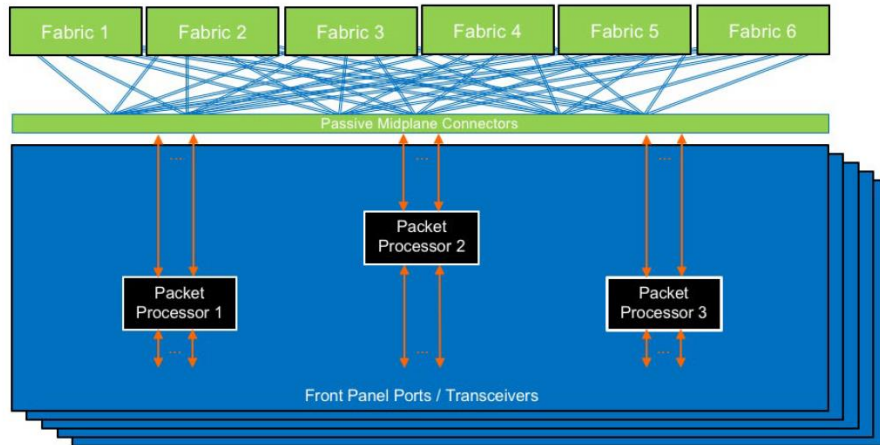 Fabric 1 Fabric 2 Fabric 3 Fabric 4 Fabric 5 Fabric 6
Passive Midplane Connectors
... ... ...
Packet
Processor 2
Packet
Processor 1
Packet
Processor 3
... ... ...
Front Panel Ports / Transceivers